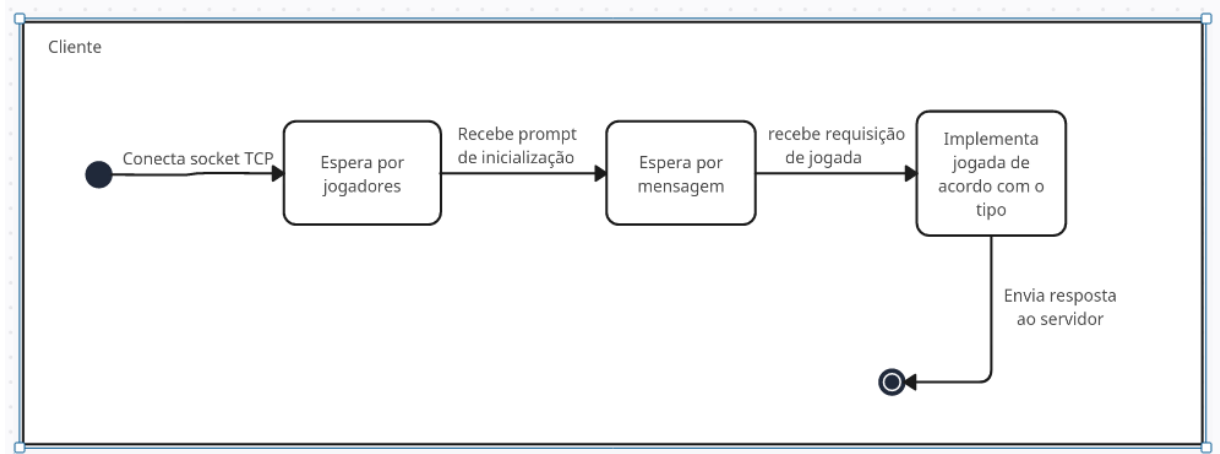 Cliente
Conecta socket TCP
Espera por
jogadores
Recebe prompt
de inicialização
Espera por
mensagem
recebe requisição
de jogada
Implementa
jogada de
acordo com o
tipo
Envia resposta
ao servidor